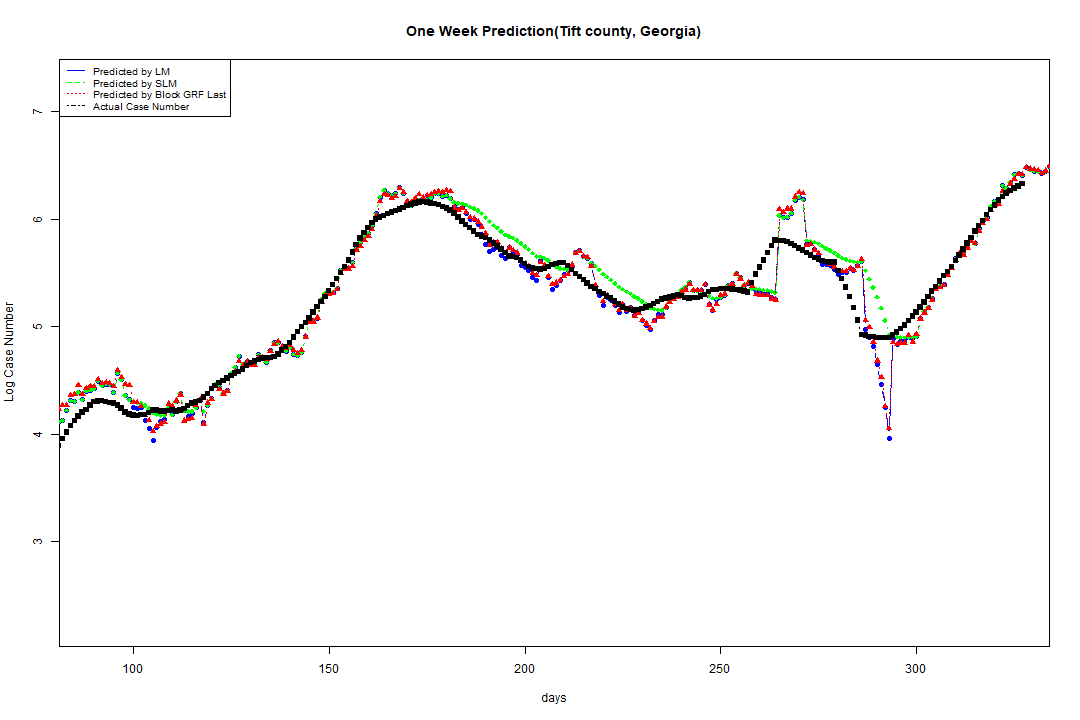 One Week Prediction(Tift county, Georgia)
Predicted by LM
Predicted by SLM
Predicted by Block GRF Last
Actual Case Number
7
6
5
4
3
Log Case Number
100 150 200 250 300
days